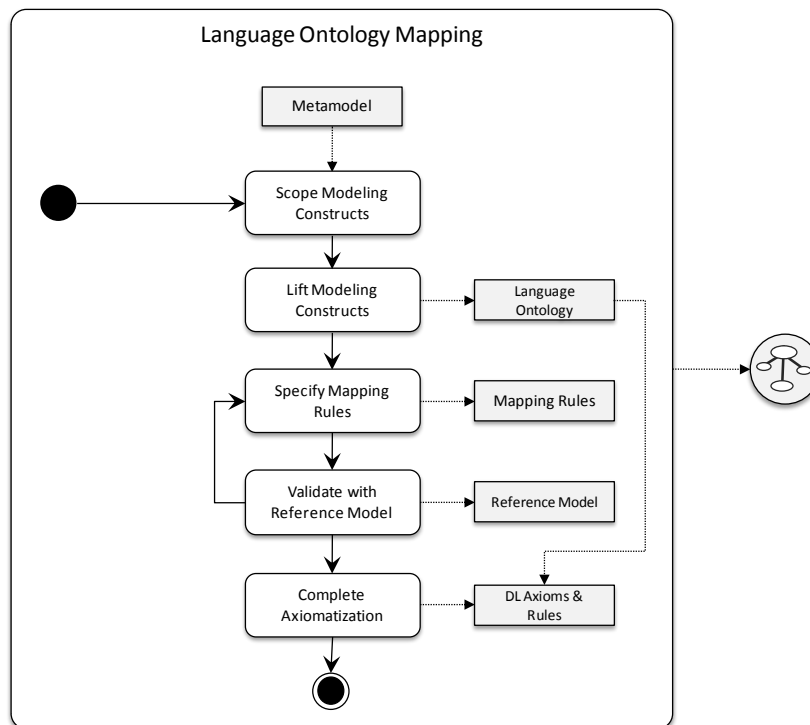 Language Ontology Mapping
Metamodel
Scope Modeling
Constructs
Lift Modeling
Constructs
Language
Ontology
Specify Mapping
Rules
Mapping Rules
Validate with
Reference Model
Reference Model
Complete
Axiomatization
DL Axioms &
Rules